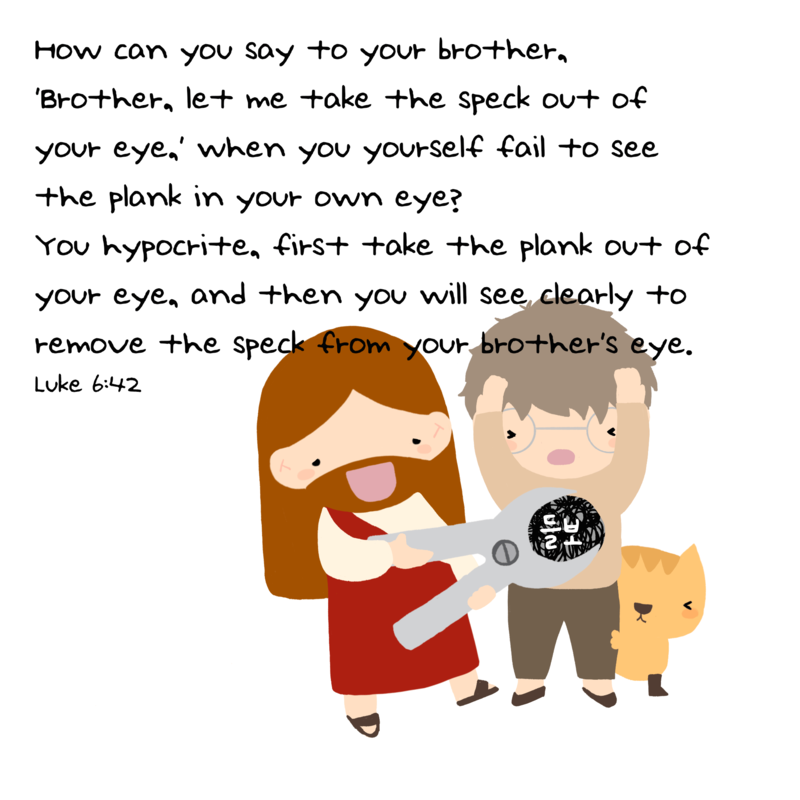 How can you say to your brother,
'Brother, let me take the speck out of
your eye,' when you yourself fail to see
the plank in your own eye?
You hypocrite, first take the plank out of
your eye, and then you will see clearly to
remove the speck from your brother's eye.
Luke 6:42
들보